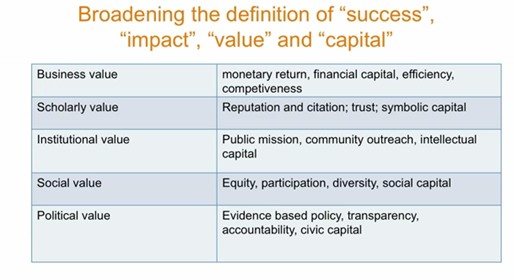 Broadening the definition of “success”,
“impact”, “value” and “capital”
Business value
monetary return, financial capital, efficiency,
competiveness
Scholarly value
Reputation and citation; trust; symbolic capital
Institutional value
Public mission, community outreach, intellectual
capital
Social value
Equity, participation, diversity, social capital
Political value
Evidence based policy, transparency,
accountability, civic capital